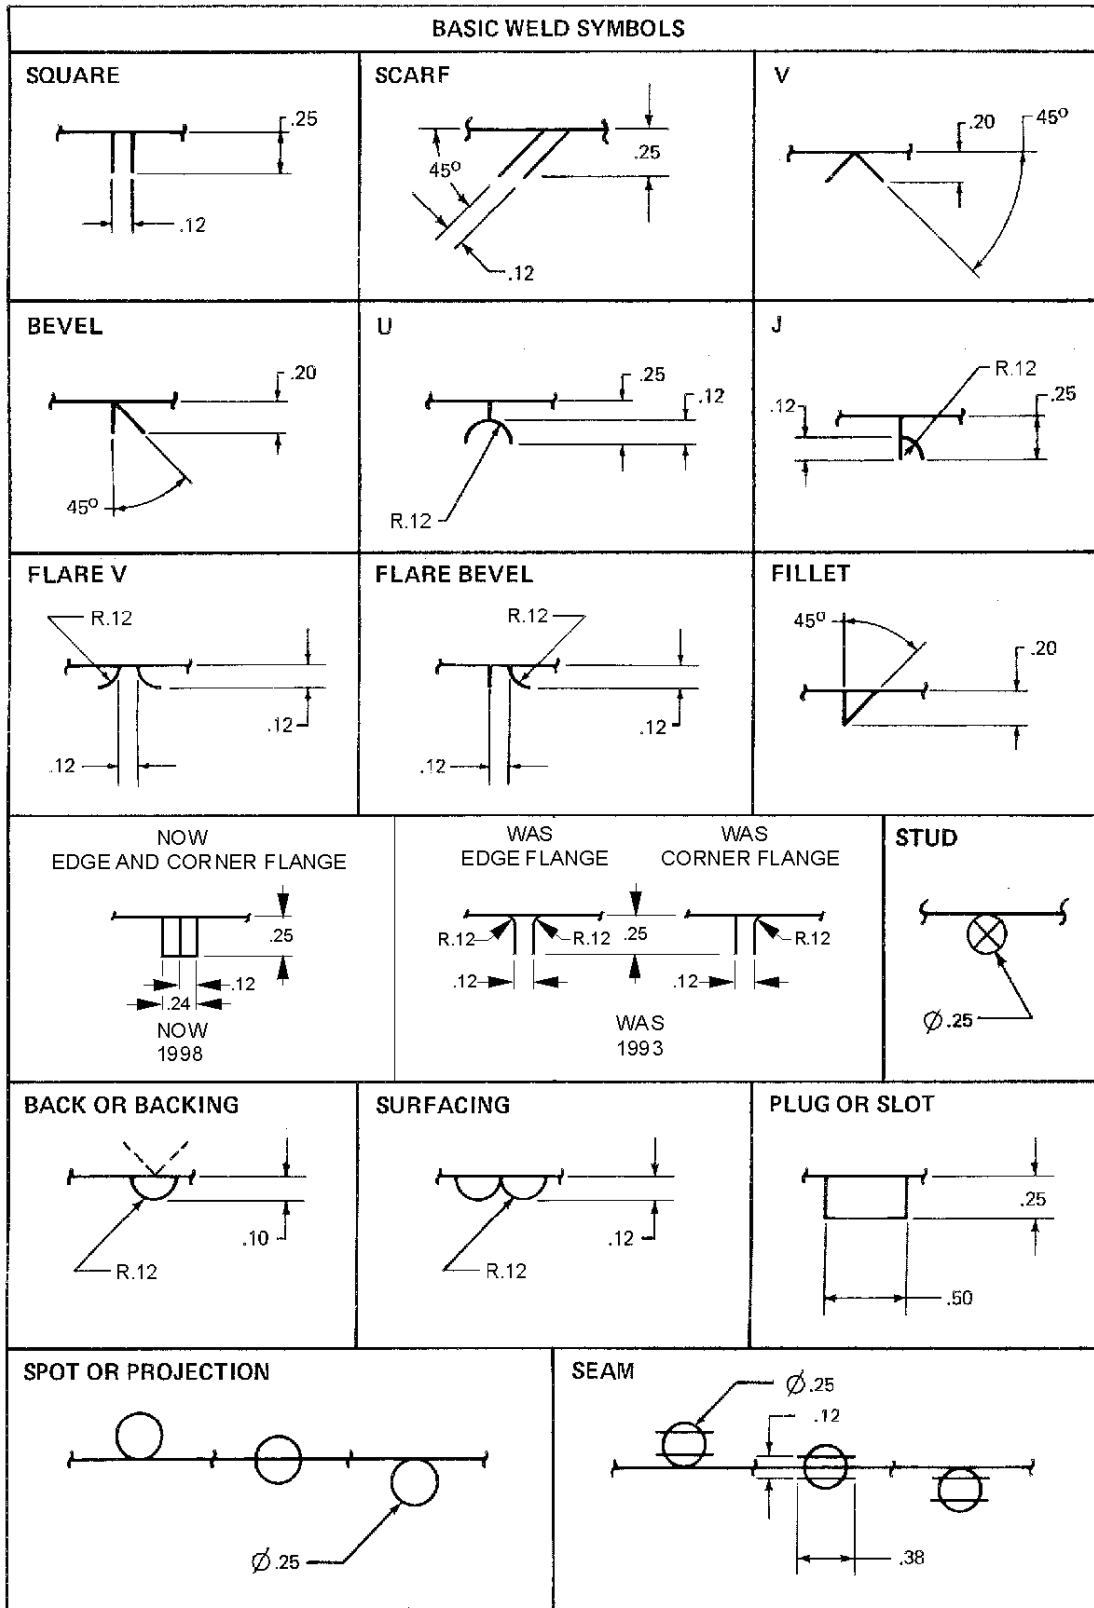 BASIC WELD SYMBOLS
SQUARE
.25
.12
SCARF
45°
.25
.12
V
.20
45°
BEVEL
.20
45°
U
.25
.12
R.12
J
R.12
.12
.25
FLARE V
R.12
.12
.12
FLARE BEVEL
R.12
.12
.12
FILLET
45°
.20
NOW
EDGE AND CORNER FLANGE
.25
.12
.24
NOW
1998
WAS
EDGE FLANGE
WAS
CORNER FLANGE
R.12
R.12
.25
R.12
.12
.12
WAS
1993
STUD
Ø.25
BACK OR BACKING
.10
R.12
SURFACING
.12
R.12
PLUG OR SLOT
.25
.50
SPOT OR PROJECTION
Ø.25
SEAM
Ø.25
.12
.38